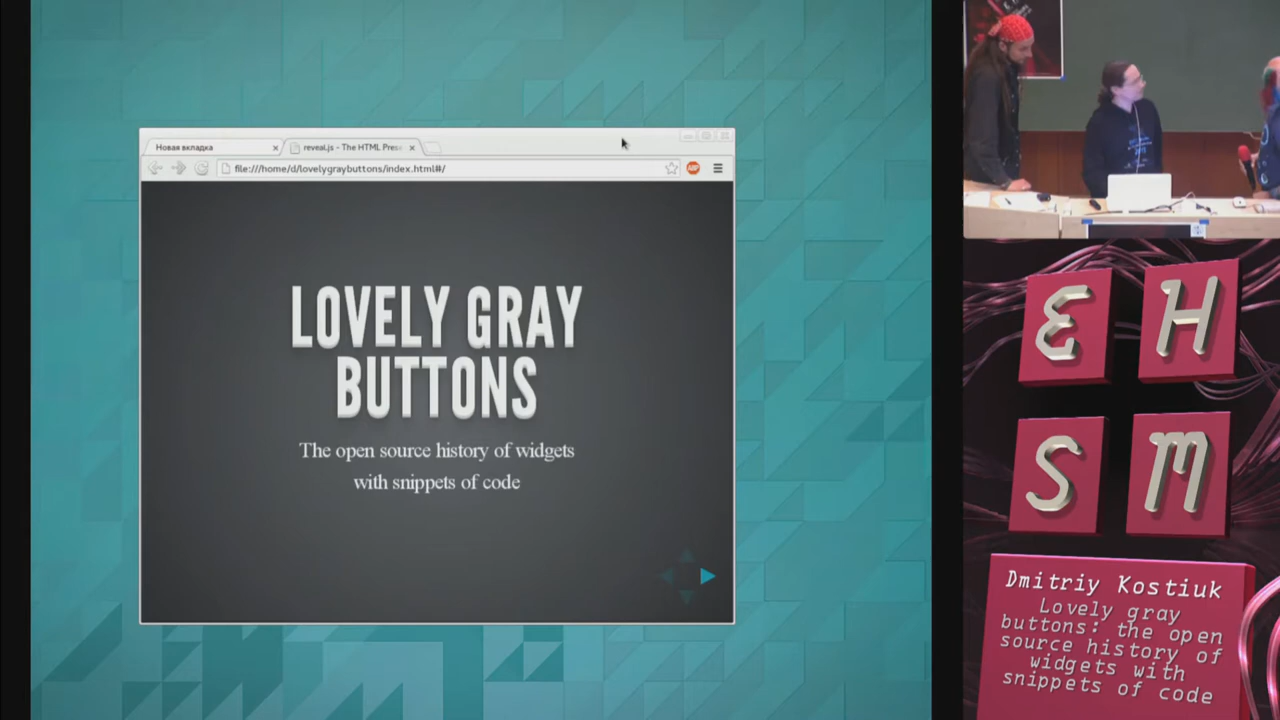 Новая вкладка
reveal.js - The HTML Pres
file:///home/d/lovelygraybuttons/index.html#/
ABP
LOVELY GRAY
BUTTONS
The open source history of widgets
with snippets of code
E H
S M
Dmitriy Kostiuk
Lovely gray
buttons: the open
source history of
widgets with
snippets of code